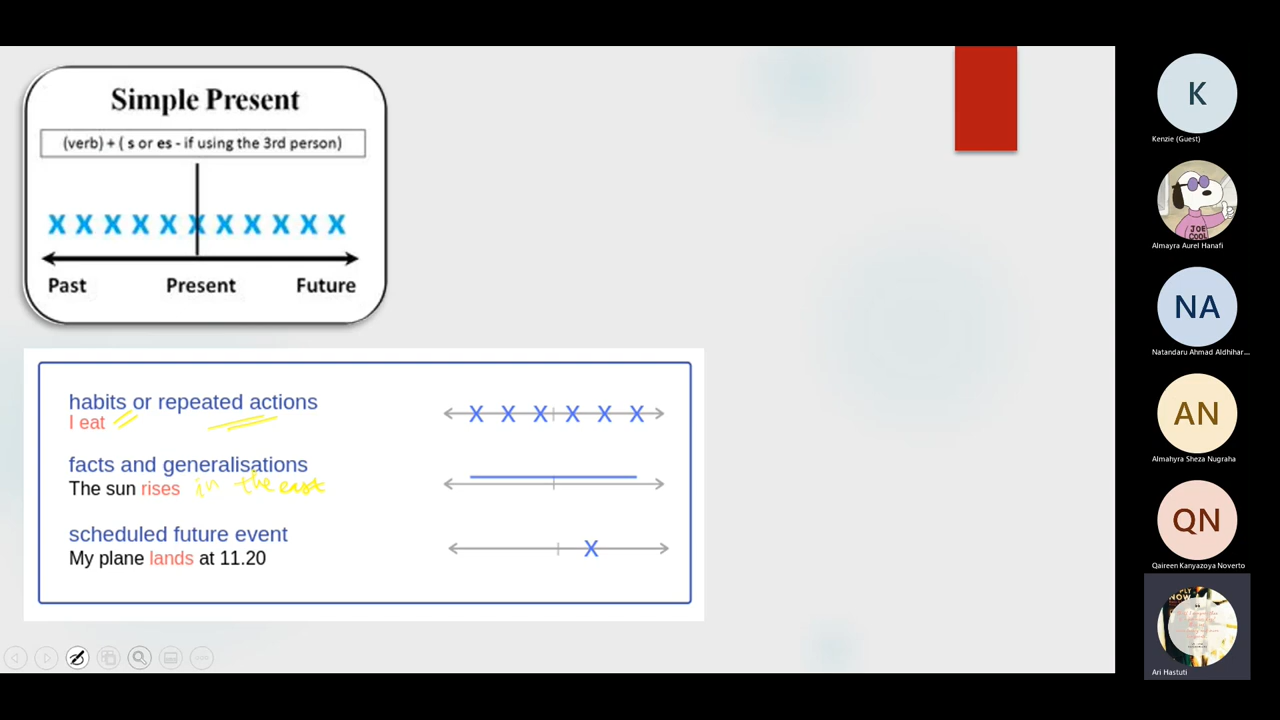 Simple Present
(verb) + ( s or es - if using the 3rd person)
X X X X X X X X X X X
Past Present Future
habits or repeated actions
I eat
X X X X X X
facts and generalisations
The sun rises in the east
scheduled future event
My plane lands at 11.20
X
K
Kenzie (Guest)
JOE
COOL
Almayra Aurel Hanafi
NA
Natandaru Ahmad Aldhihar...
AN
Almahyra Sheza Nugraha
QN
Qaireen Kanyazoya Noverto
Ari Hastuti